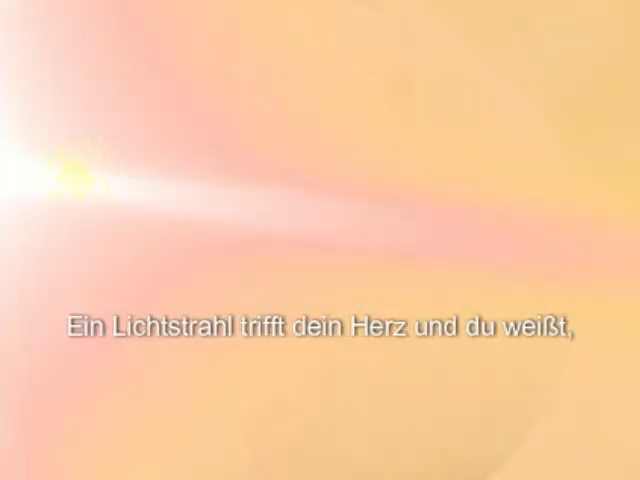 Ein Lichtstrahl trifft dein Herz und du weißt,